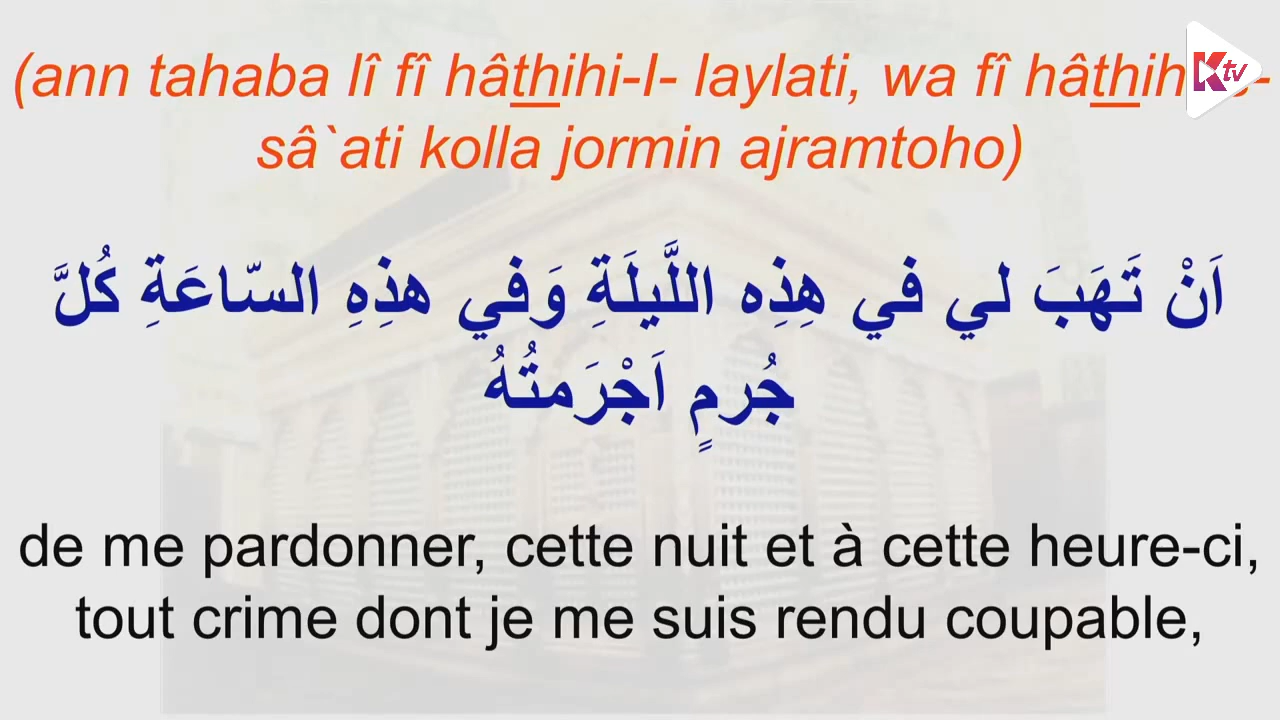 (ann tahaba lî fî hâthihi-l- laylati, wa fî hâthih
sâ`ati kolla jormin ajramtoho)
K tv
اَنْ تَهَبَ لي في هذِهِ اللَّيلَةِ وَفي هذِهِ السّاعَةِ كُلَّ
جُرمٍ اَجْرَمتُهُ
de me pardonner, cette nuit et à cette heure-ci,
tout crime dont je me suis rendu coupable,